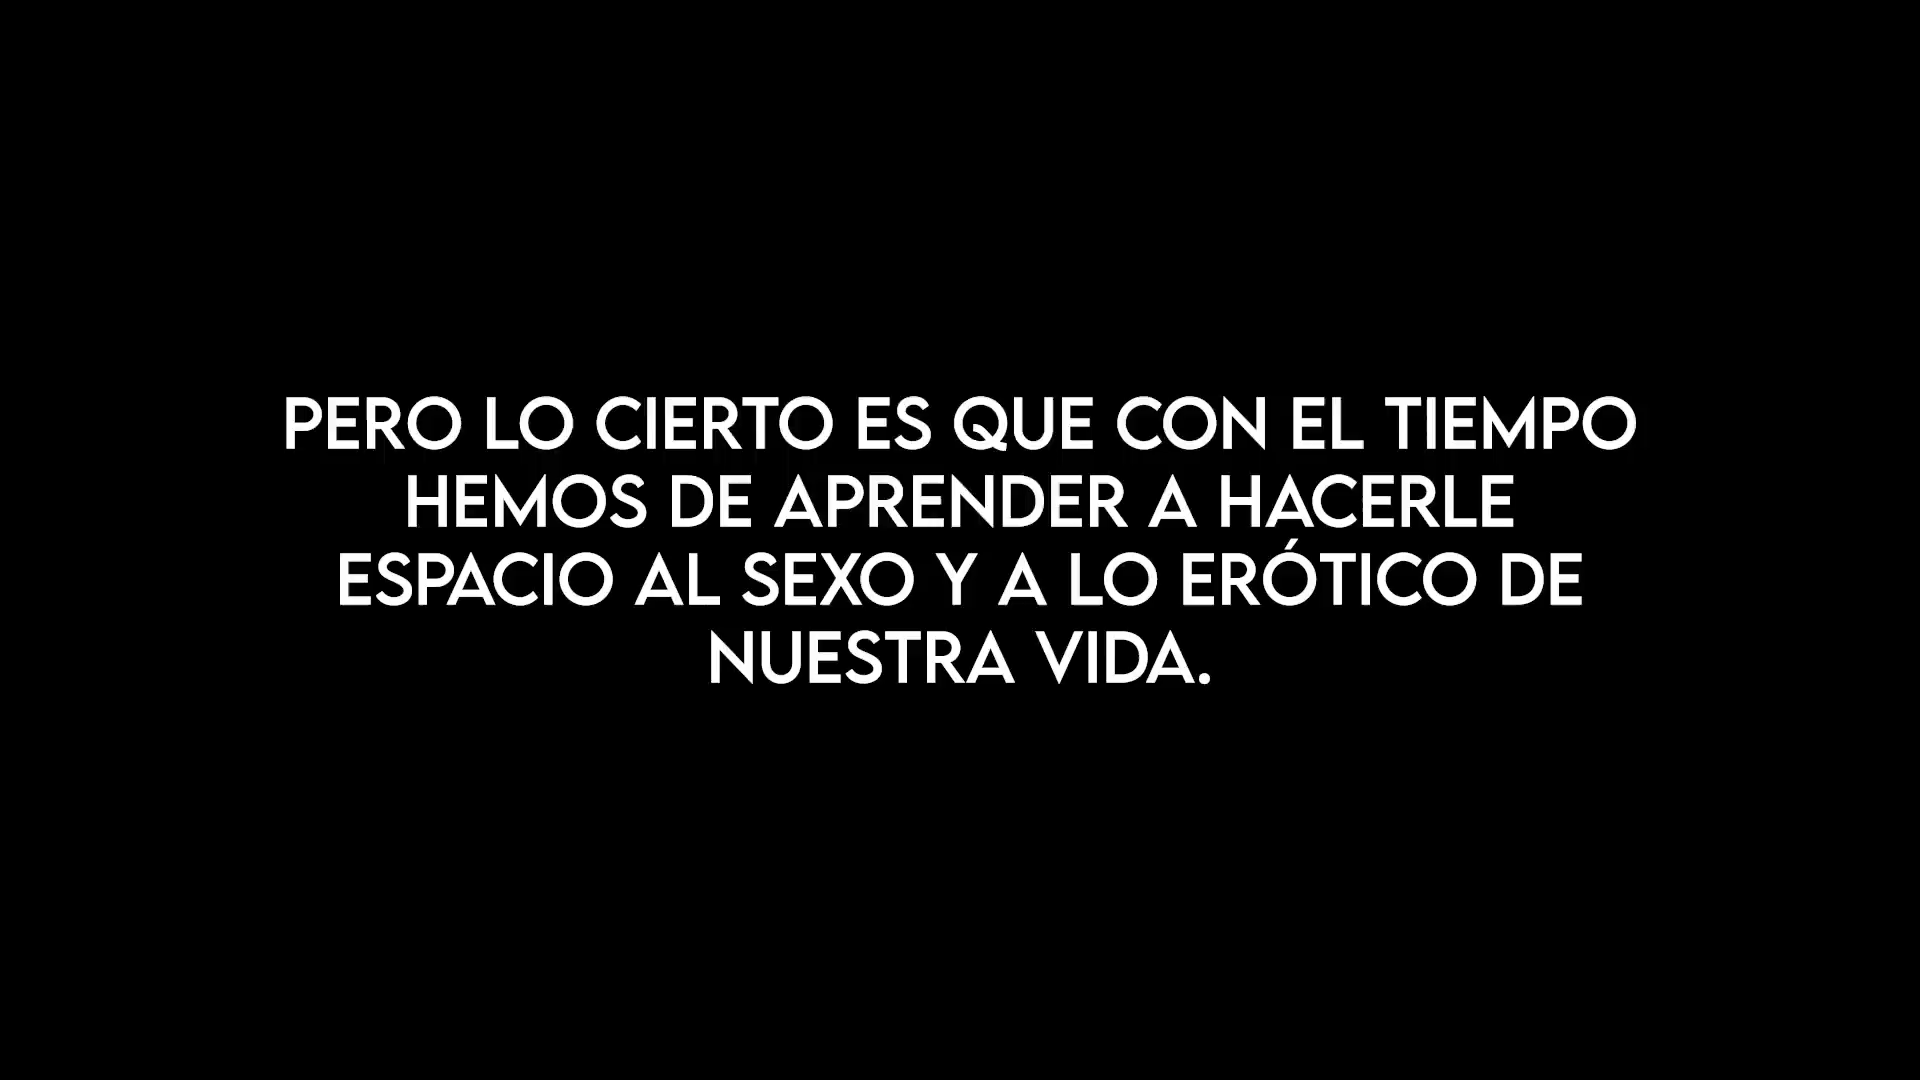 PERO LO CIERTO ES QUE CON EL TIEMPO
HEMOS DE APRENDER A HACERLE
ESPACIO AL SEXO Y A LO ERÓTICO DE
NUESTRA VIDA.